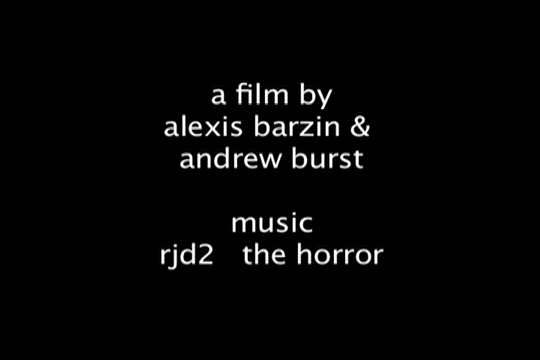 a film by
alexis barzin &
andrew burst
music
rjd2 the horror